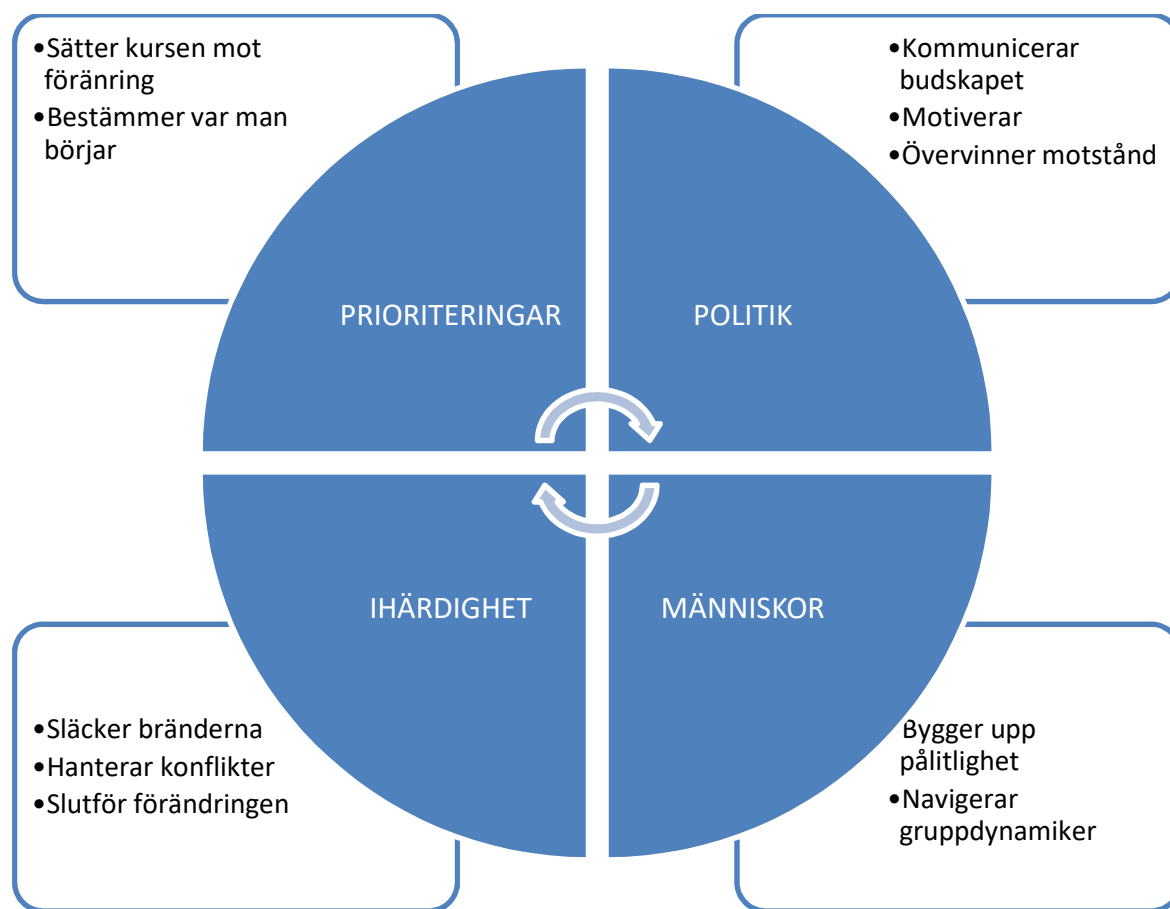 •Sätter kursen mot
föränring
•Bestämmer var man
börjar
•Kommunicerar
budskapet
•Motiverar
•Övervinner motstånd
PRIORITERINGAR
POLITIK
IHÄRDIGHET
MÄNNISKOR
•Släcker bränderna
•Hanterar konflikter
•Slutför förändringen
Bygger upp
pålitlighet
•Navigerar
gruppdynamiker